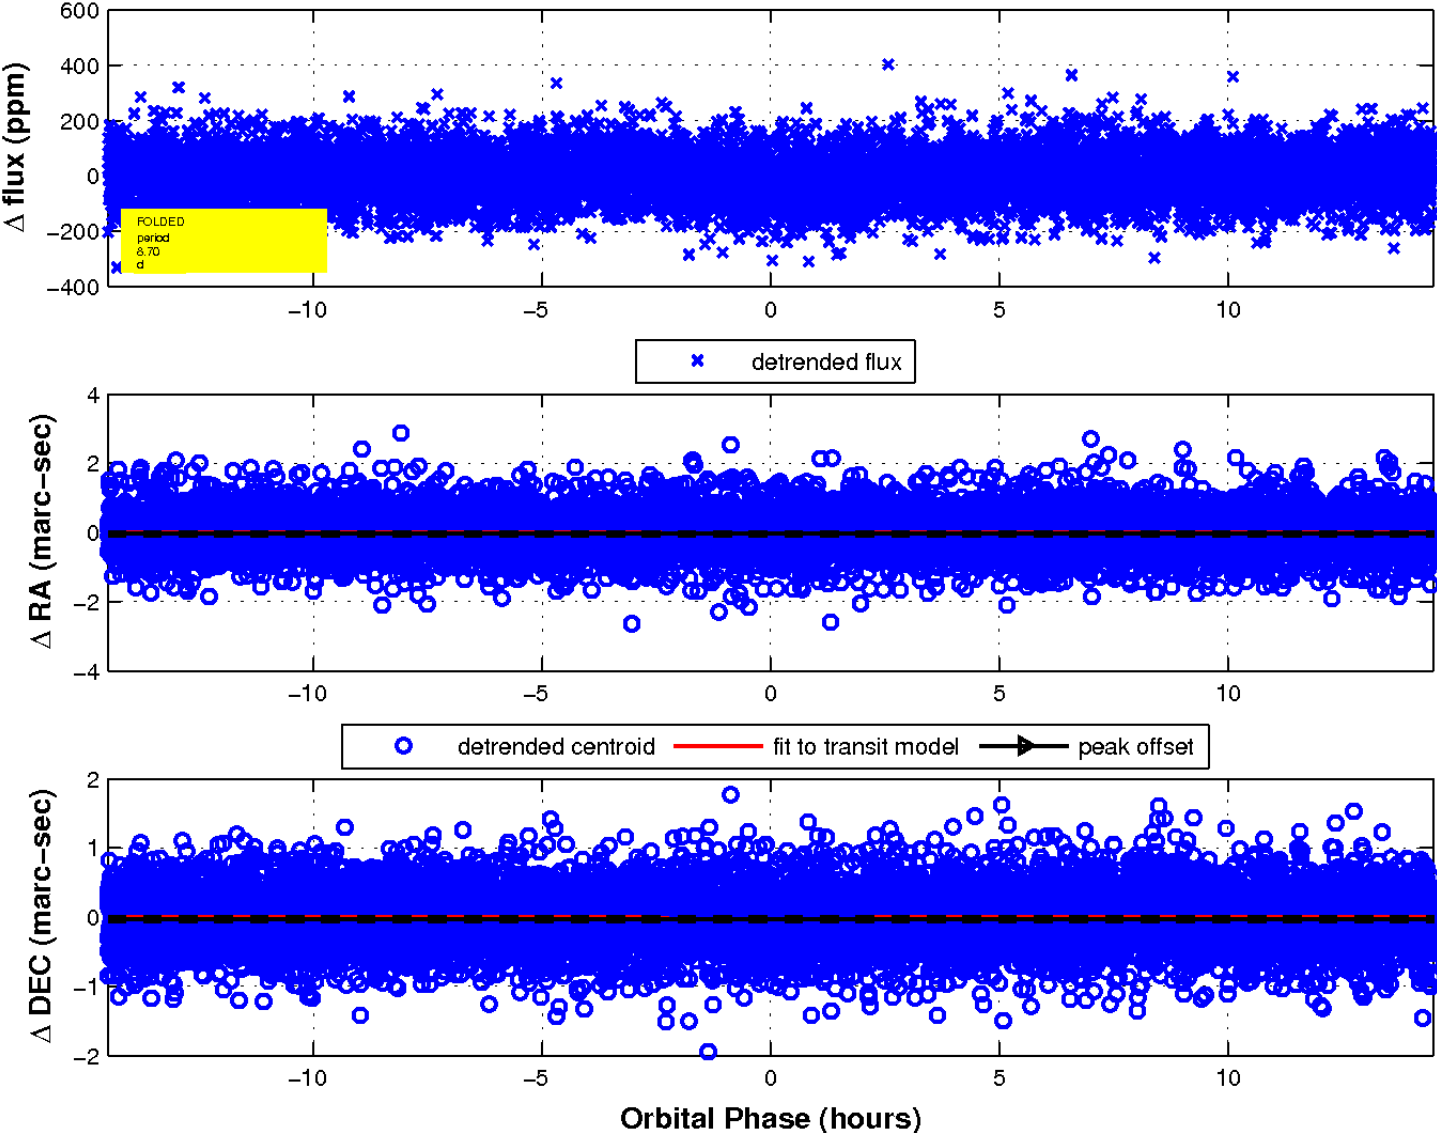 600
400
200
0
−200
−400
Δ flux (ppm)
FOLDED
period
8.70
d
−10 −5 0 5 10
detrended flux
4
2
0
−2
−4
Δ RA (marc−sec)
−10 −5 0 5 10
detrended centroid fit to transit model peak offset
2
1
0
−1
−2
Δ DEC (marc−sec)
−10 −5 0 5 10
Orbital Phase (hours)